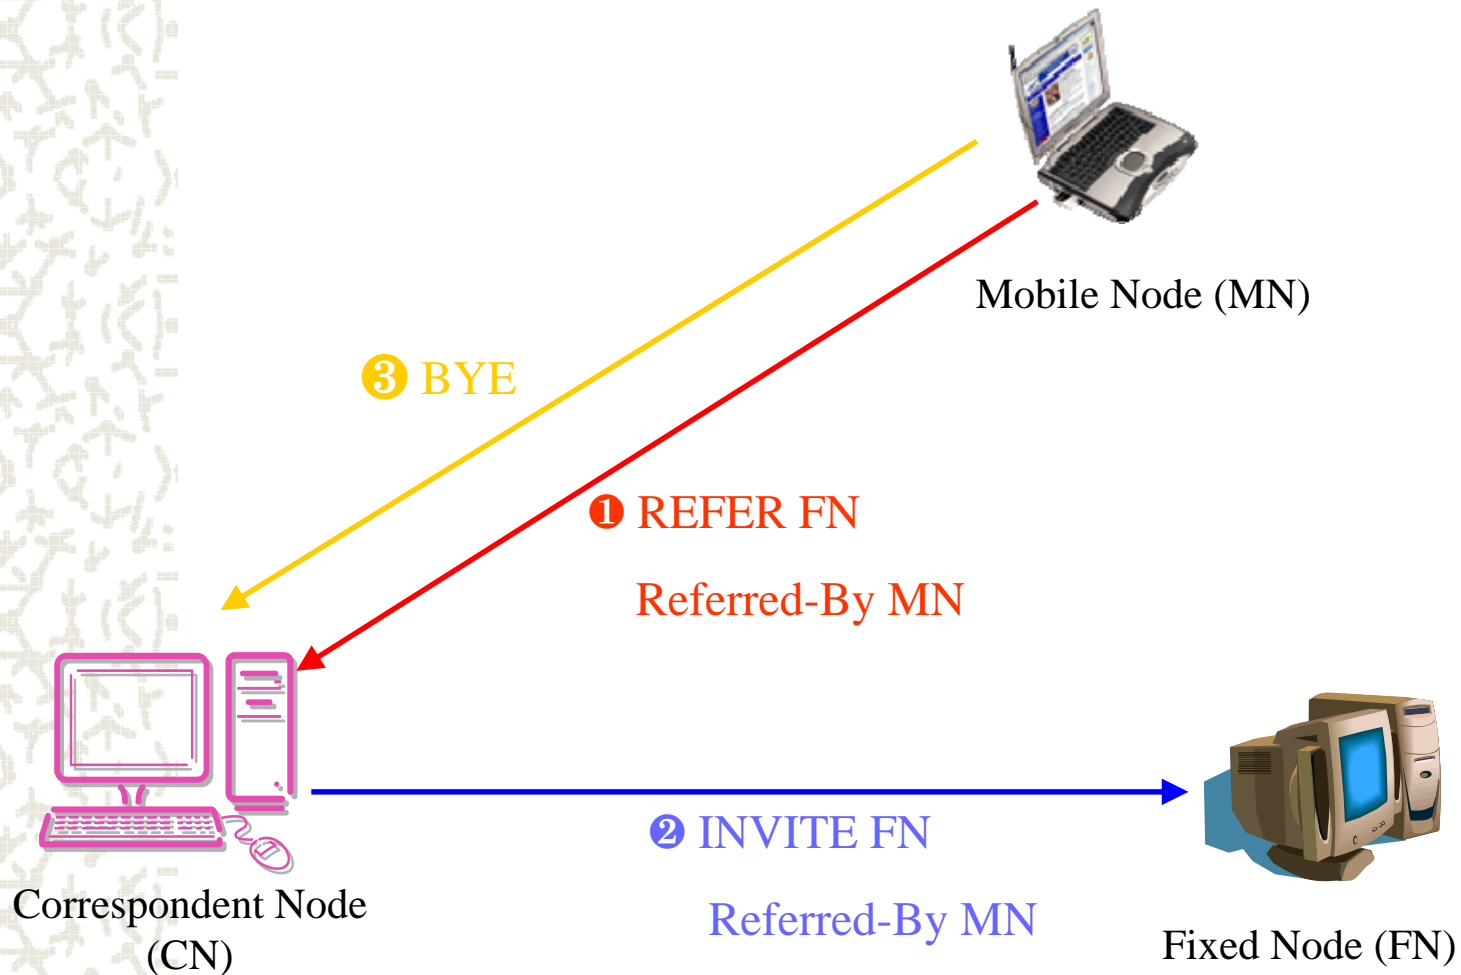 Mobile Node (MN)
❸ BYE
❶ REFER FN
Referred-By MN
❷ INVITE FN
Referred-By MN
Correspondent Node
(CN)
Fixed Node (FN)